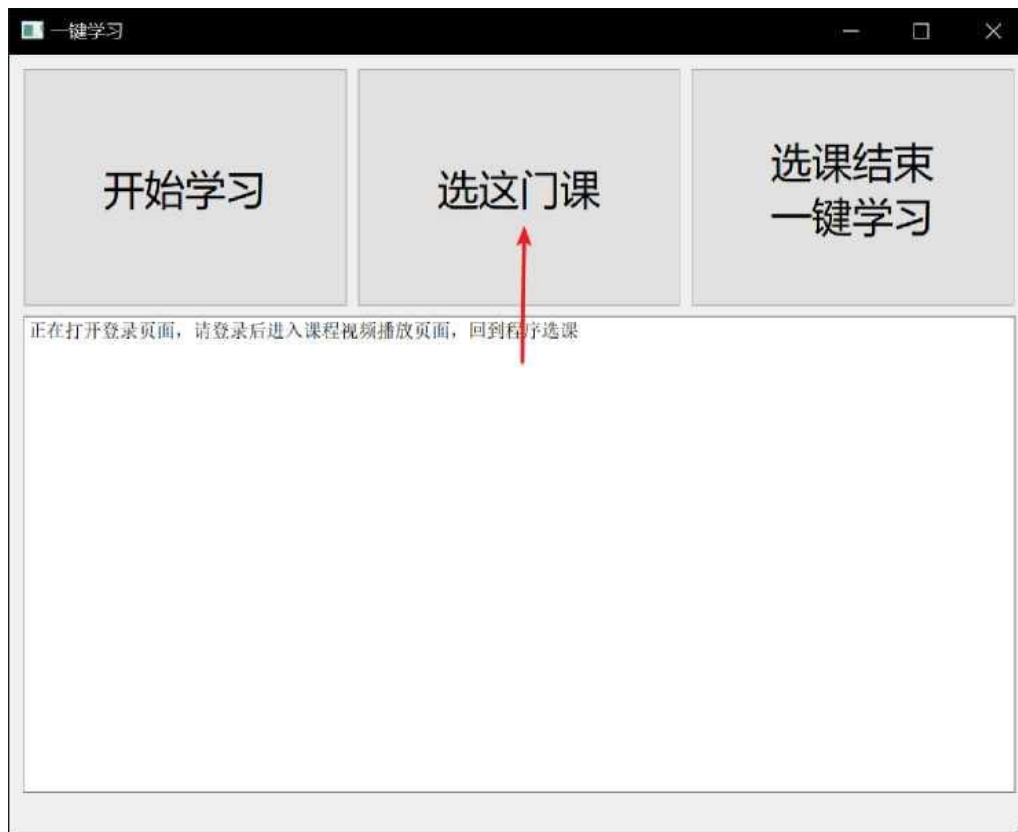 一键学习
开始学习
选这门课
选课结束
一键学习
正在打开登录页面，请登录后进入课程视频播放页面，回到程序选课